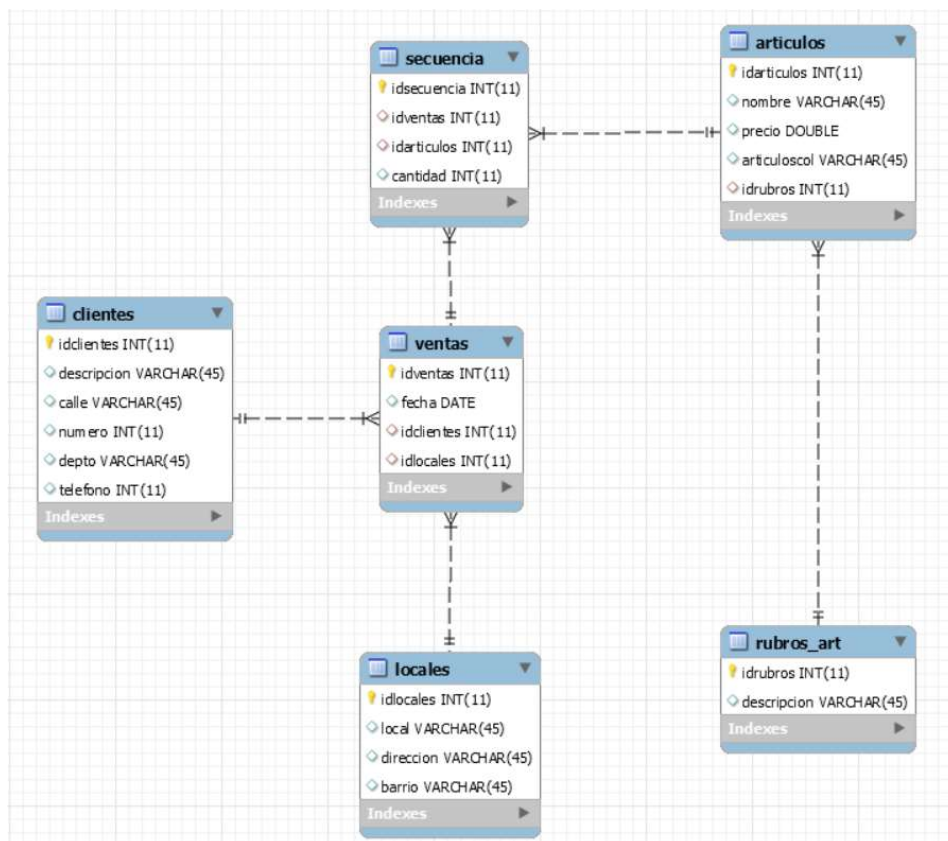 secuencia
idsecuencia INT(11)
idventas INT(11)
idarticulos INT(11)
cantidad INT(11)
Indexes
articulos
idarticulos INT(11)
nombre VARCHAR(45)
precio DOUBLE
articuloscol VARCHAR(45)
idrubros INT(11)
Indexes
clientes
idclientes INT(11)
descripcion VARCHAR(45)
calle VARCHAR(45)
numero INT(11)
depto VARCHAR(45)
telefono INT(11)
Indexes
ventas
idventas INT(11)
fecha DATE
idclientes INT(11)
idlocales INT(11)
Indexes
locales
idlocales INT(11)
local VARCHAR(45)
direccion VARCHAR(45)
barrio VARCHAR(45)
Indexes
rubros_art
idrubros INT(11)
descripcion VARCHAR(45)
Indexes